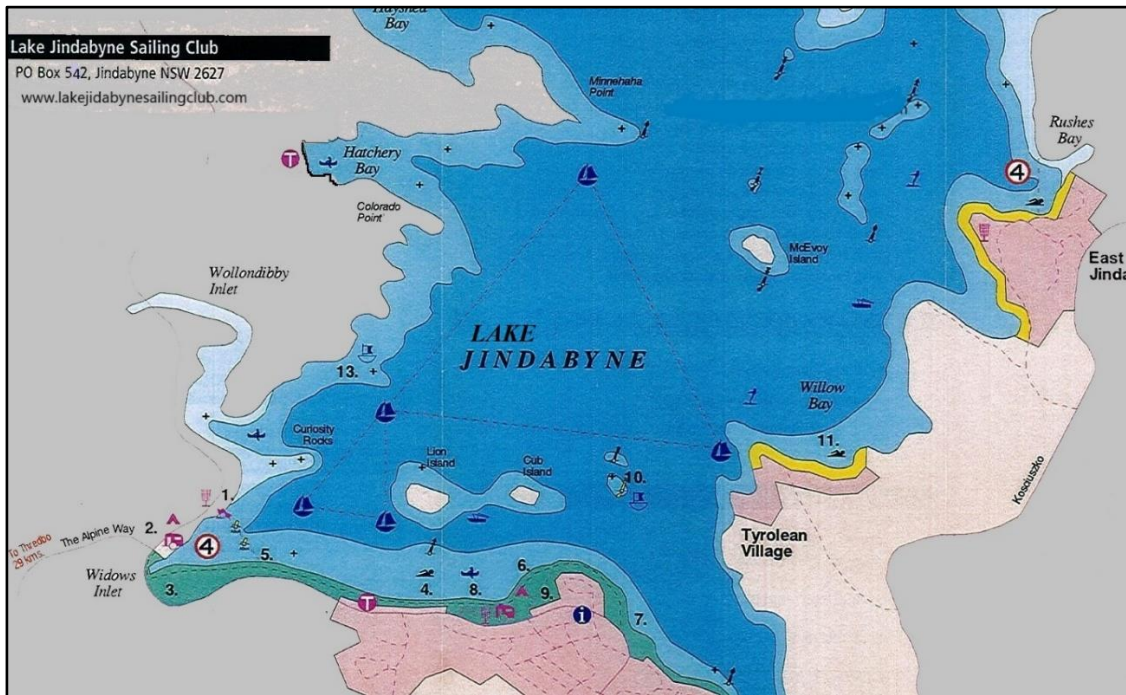 Lake Jindabyne Sailing Club
PO Box 542, Jindabyne NSW 2627
www.lakejidabynesailingclub.com
Hayshed
Bay
Minnehaha
Point
Rushes
Bay
4
T
Hatchery
Bay
Colorado
Point
East
Jinda
McEvoy
Island
Wollondibby
Inlet
LAKE
JINDABYNE
13.
Willow
Bay
Curiosity
Rocks
Lion
Island
Cub
Island
10.
11.
Kosciuszko
1.
2.
The Alpine Way
To Thredbo
29 kms.
4
5.
Tyrolean
Village
Widows
Inlet
3.
T
4.
8.
6.
9.
i
7.